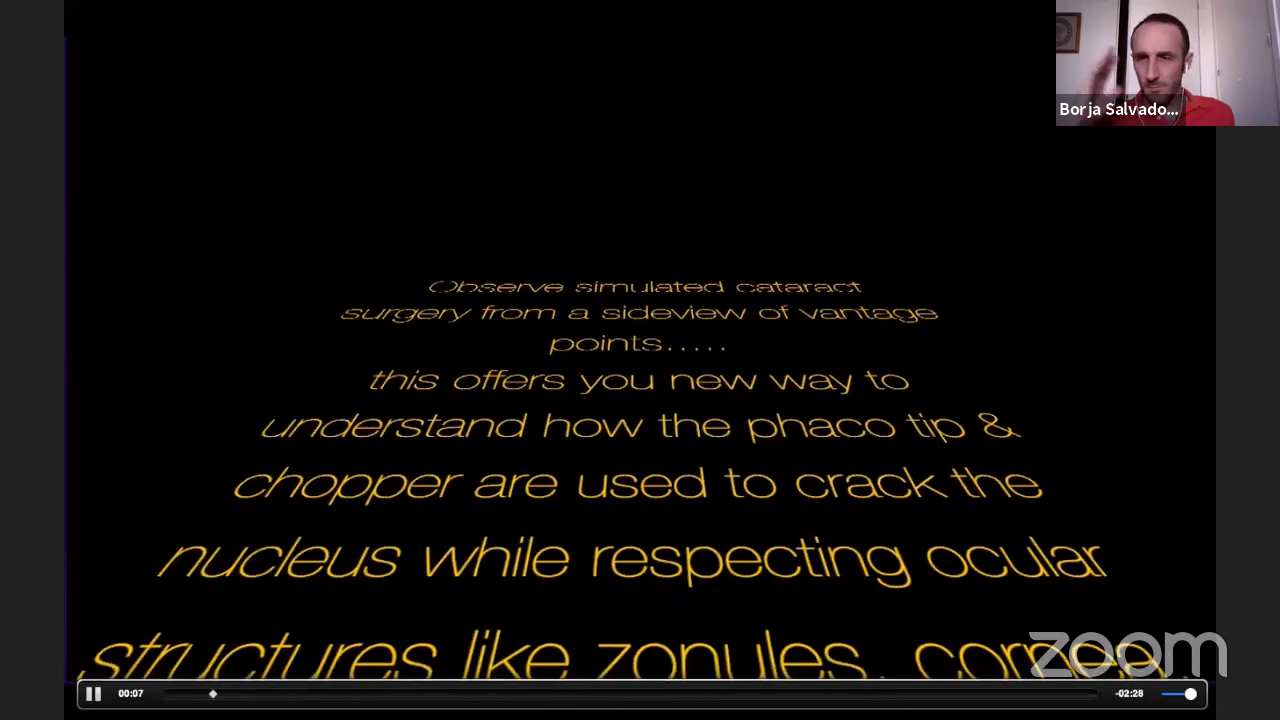 Borja Salvado...
Observe simulated cataract
surgery from a sideview of vantage
points.....
this offers you new way to
understand how the phaco tip &
chopper are used to crack the
nucleus while respecting ocular
structures like zonules, cornea,
zoom
00:07
-02:28